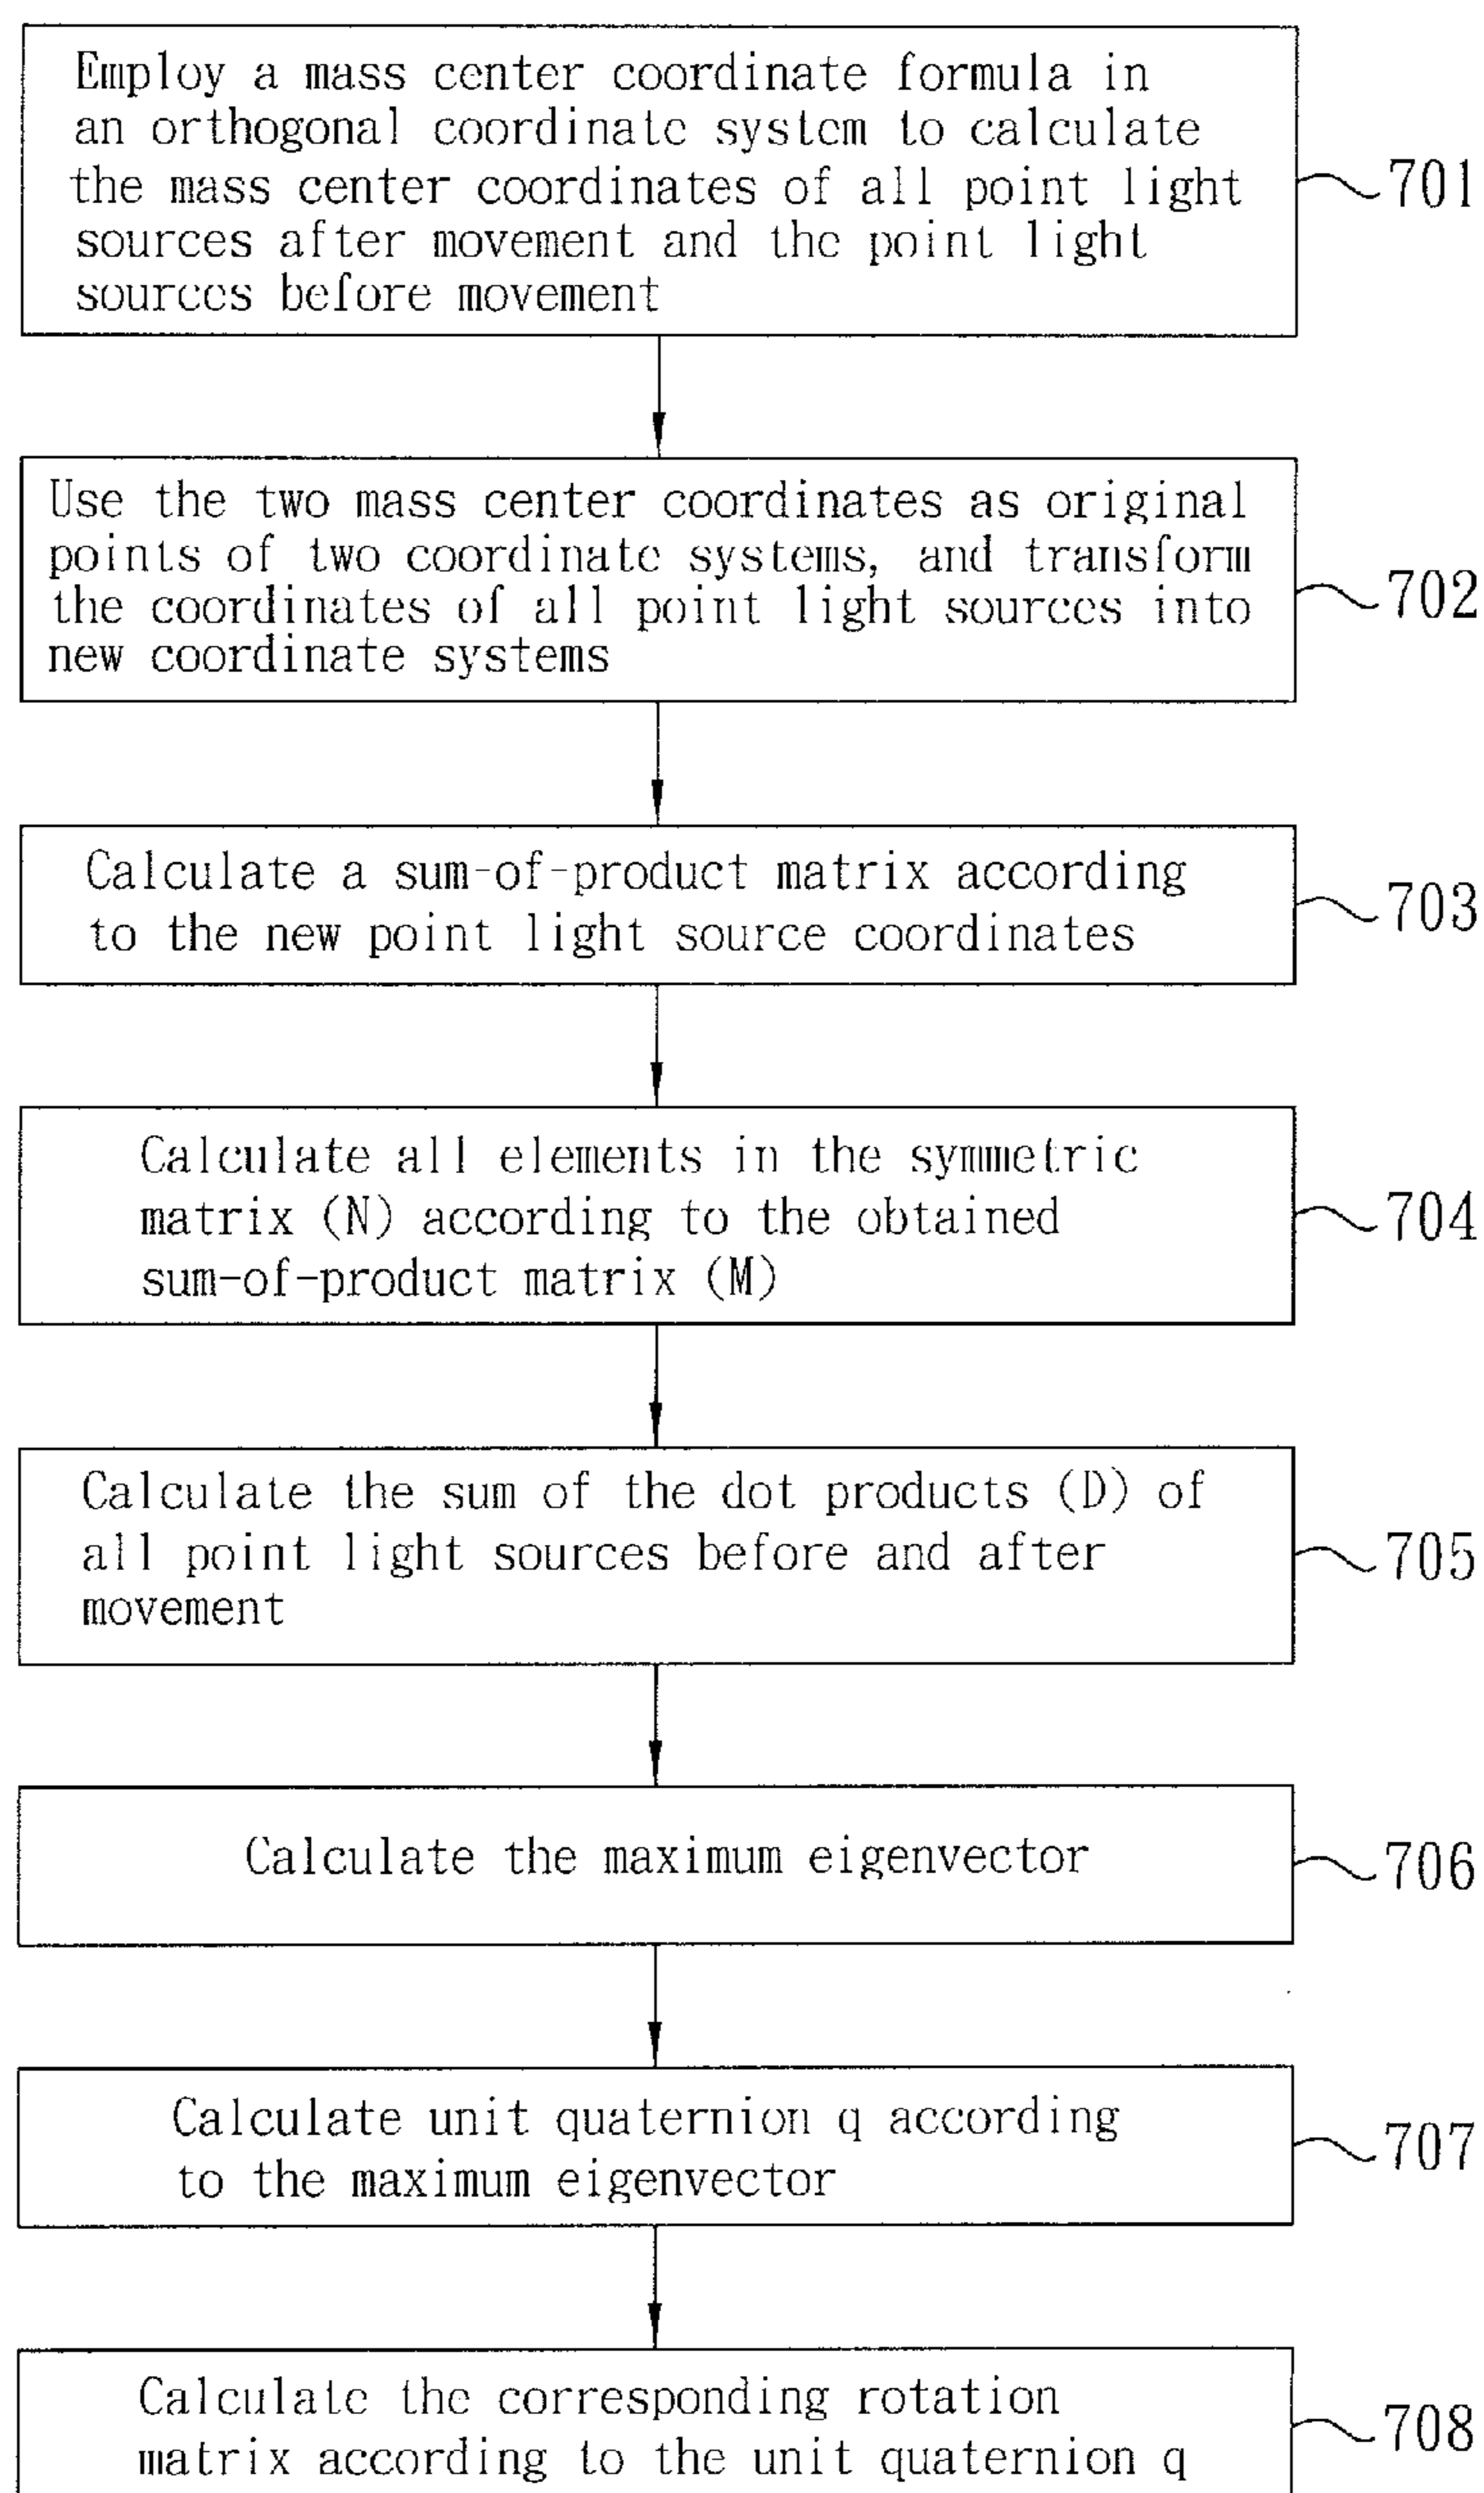 Employ a mass center coordinate formula in
an orthogonal coordinate system to calculate
the mass center coordinates of all point light
sources after movement and the point light
sources before movement
701
Use the two mass center coordinates as original
points of two coordinate systems, and transform
the coordinates of all point light sources into
new coordinate systems
702
Calculate a sum-of-product matrix according
to the new point light source coordinates
703
Calculate all elements in the symmetric
matrix (N) according to the obtained
sum-of-product matrix (M)
704
Calculate the sum of the dot products (D) of
all point light sources before and after
movement
705
Calculate the maximum eigenvector
706
Calculate unit quaternion q according
to the maximum eigenvector
707
Calculate the corresponding rotation
matrix according to the unit quaternion q
708